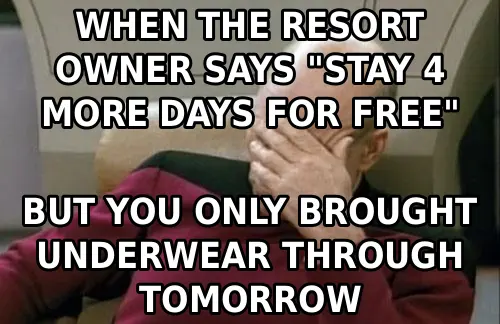 WHEN THE RESORT
OWNER SAYS "STAY 4
MORE DAYS FOR FREE"
BUT YOU ONLY BROUGHT
UNDERWEAR THROUGH
TOMORROW